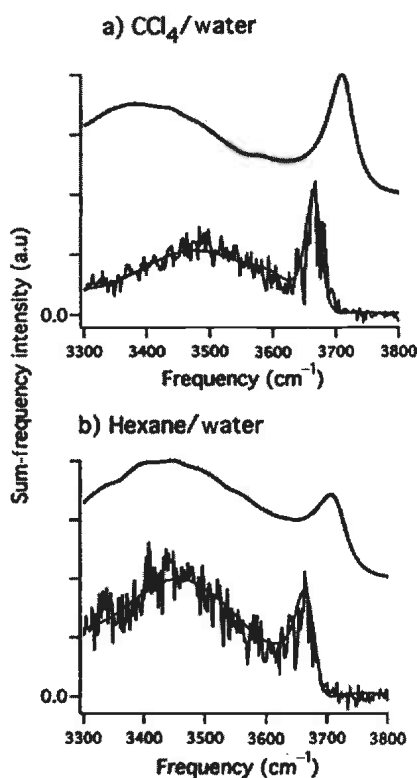 a) CCl4/water
0.0
3300 3400 3500 3600 3700 3800
Frequency (cm−1)
Sum-frequency intensity (a.u)
b) Hexane/water
0.0
3300 3400 3500 3600 3700 3800
Frequency (cm−1)